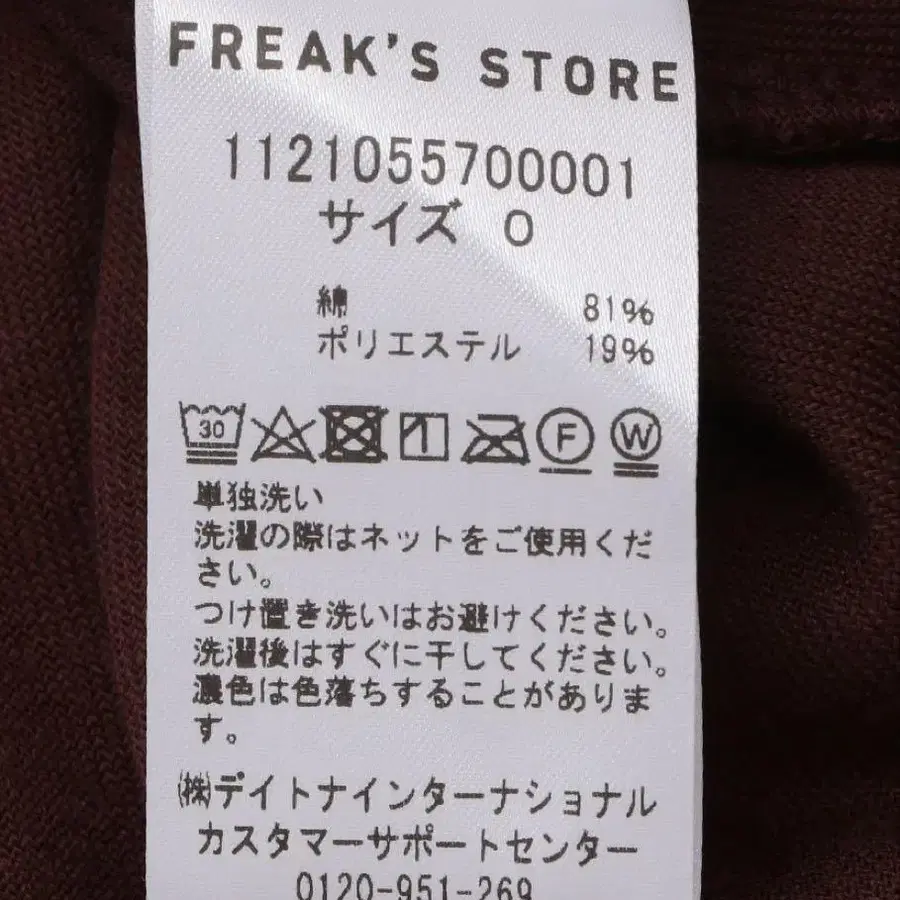 FREAK'S STORE
1121055700001
サイズ 0
綿 81%
ポリエステル 19%
30 F W
単独洗い
洗濯の際はネットをご使用くだ
さい。
つけ置き洗いはお避けください。
洗濯後はすぐに干してください。
濃色は色落ちすることがありま
す。
㈱デイトナインターナショナル
カスタマーサポートセンター
0120-951-269